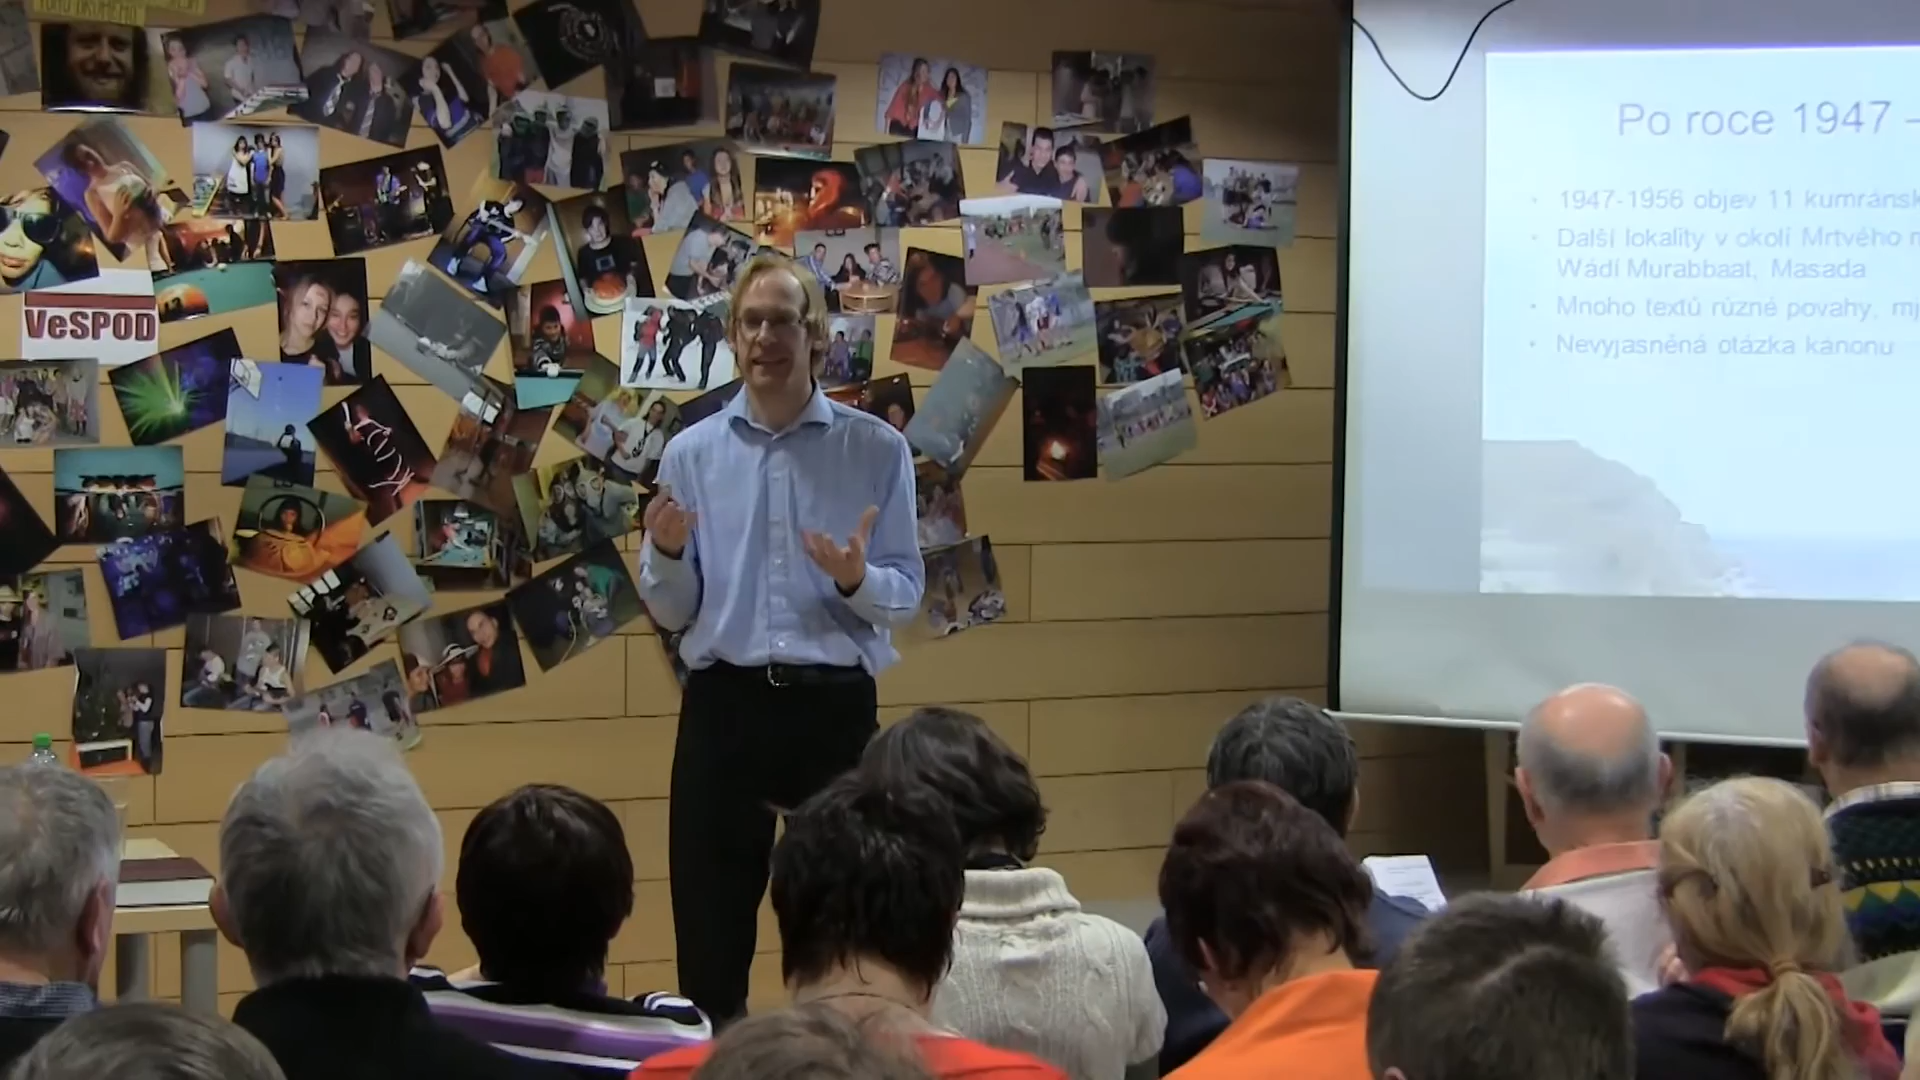 VeSPOD
Po roce 1947 –
• 1947-1956 objev 11 kumránsk
• Další lokality v okolí Mrtvého m
Wádí Murabbaat, Masada
• Mnoho textů různé povahy, mj
• Nevyjasněná otázka kánonu